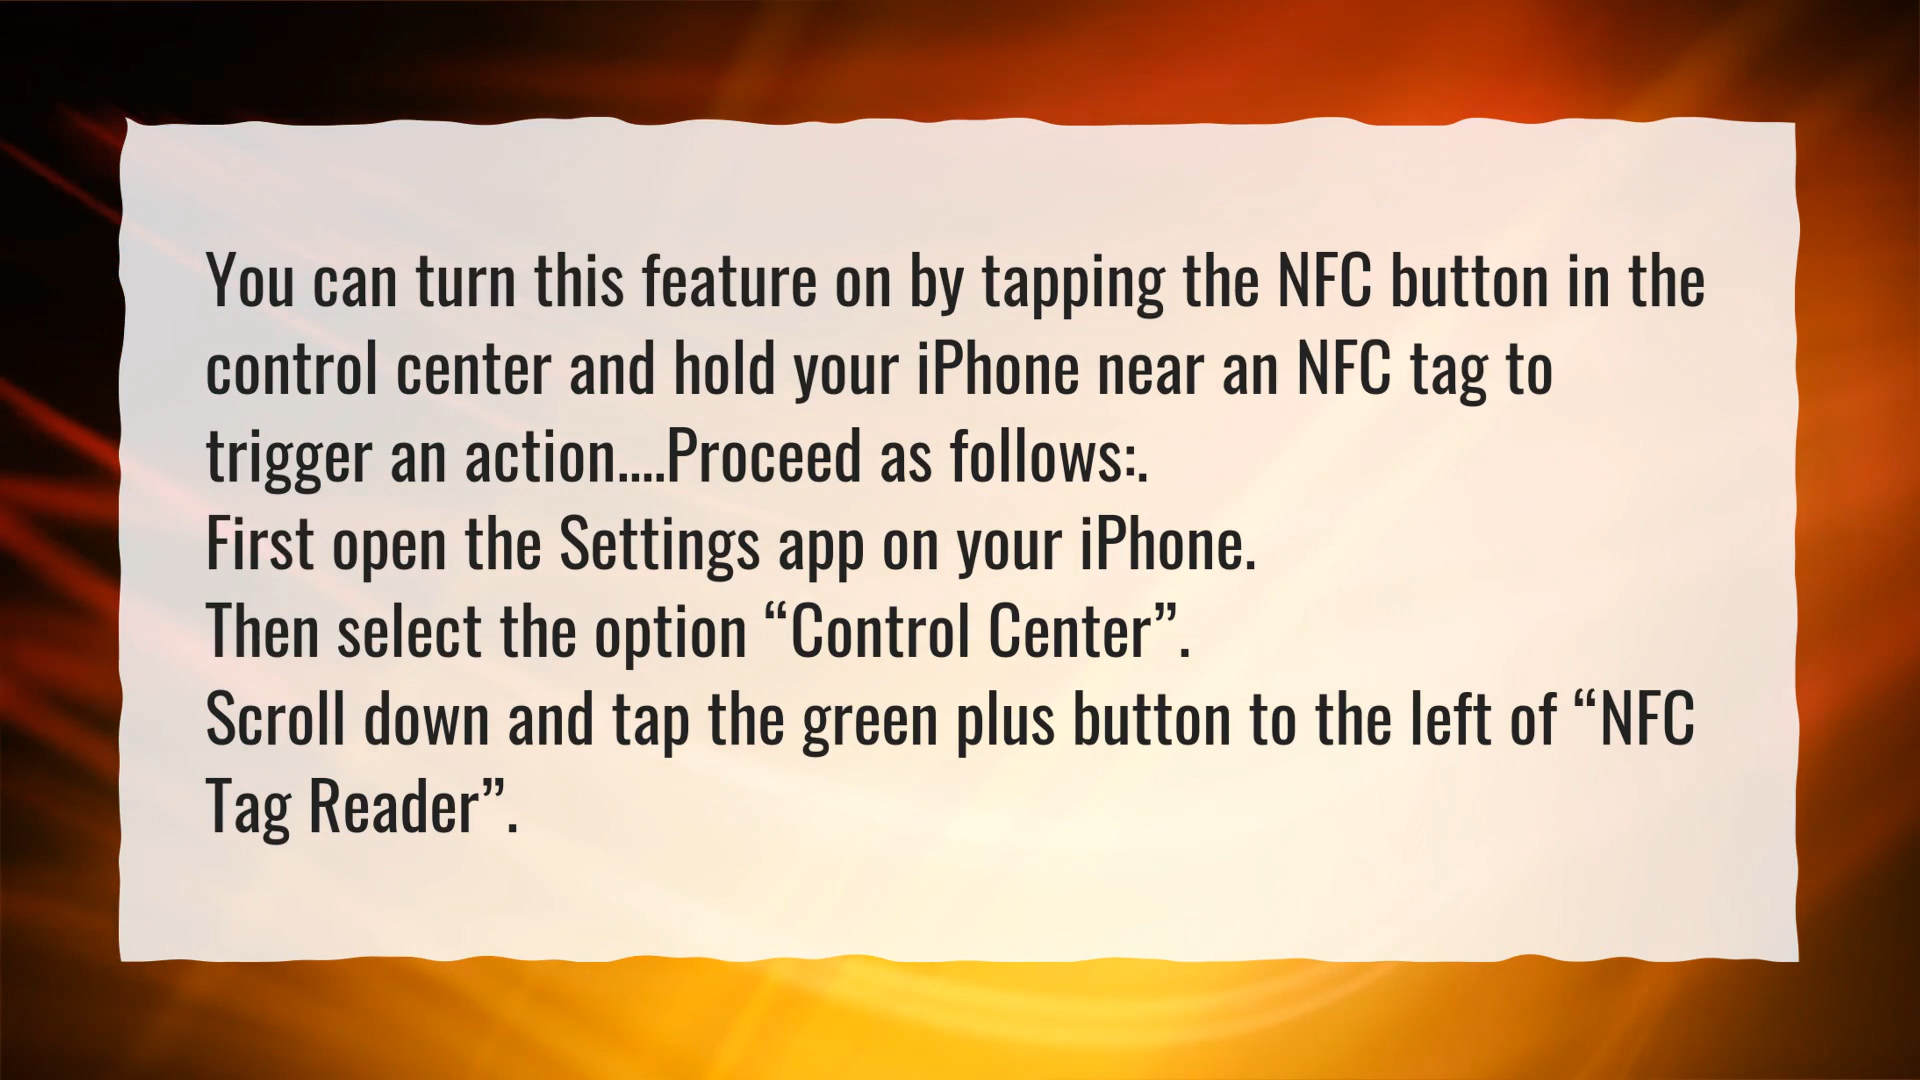 You can turn this feature on by tapping the NFC button in the
control center and hold your iPhone near an NFC tag to
trigger an action....Proceed as follows:.
First open the Settings app on your iPhone.
Then select the option “Control Center”.
Scroll down and tap the green plus button to the left of “NFC
Tag Reader”.